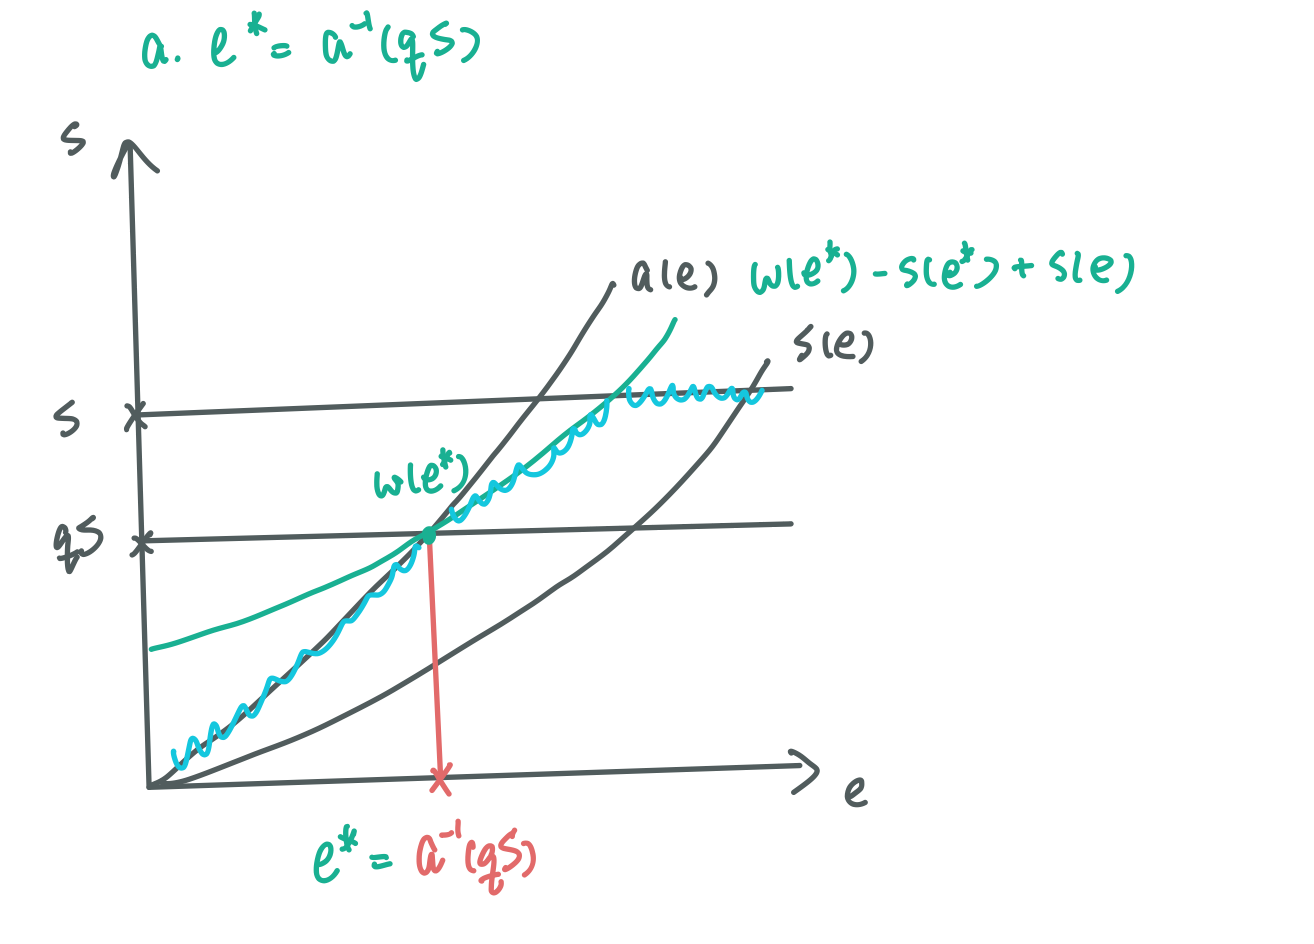 a. e* = a⁻¹(qS)
s
a(e) w(e*) - s(e*) + s(e)
s(e)
S
w(e*)
qS
e
e* = a⁻¹(qS)